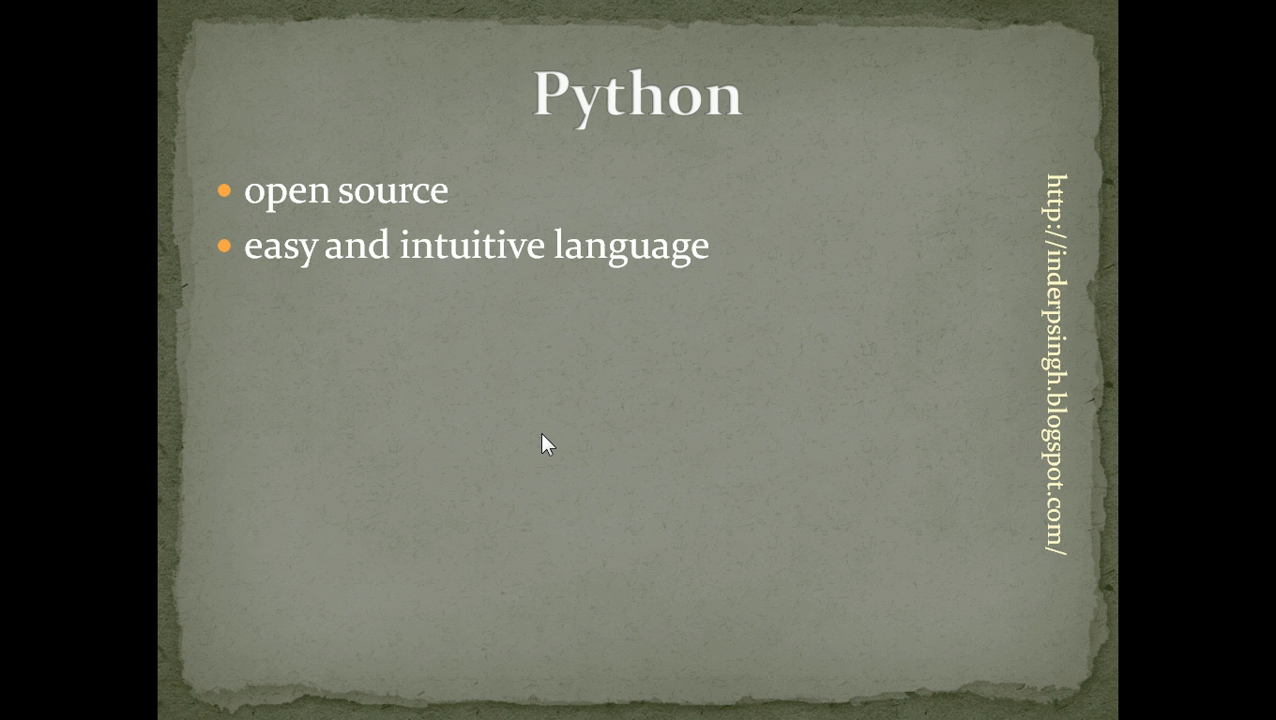 Python
open source
easy and intuitive language
http://inderpsingh.blogspot.com/